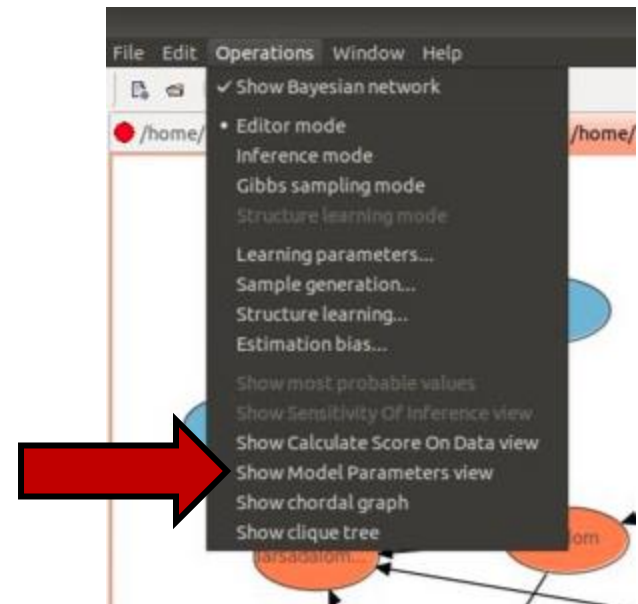 File Edit Operations Window Help
✓ Show Bayesian network
/home/ • Editor mode /home/
Inference mode
Gibbs sampling mode
Structure learning mode
Learning parameters...
Sample generation...
Structure learning...
Estimation bias...
Show most probable values
Show Sensitivity Of Inference view
Show Calculate Score On Data view
Show Model Parameters view
Show chordal graph
Show clique tree